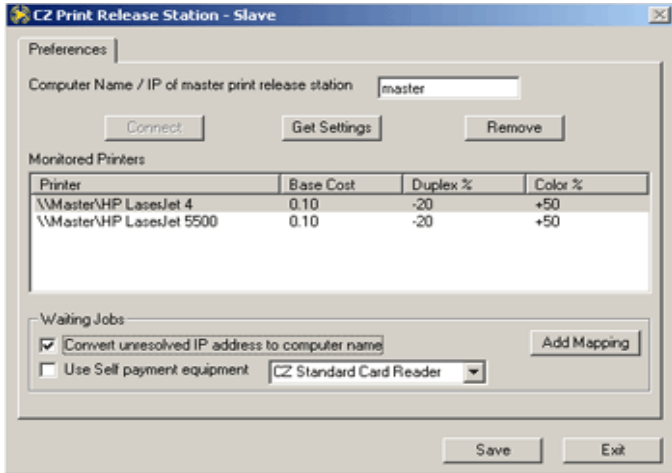 CZ Print Release Station - Slave
Preferences
Computer Name / IP of master print release station master
Connect Get Settings Remove
Monitored Printers
Printer Base Cost Duplex % Color %
\\Master\HP LaserJet 4 0.10 -20 +50
\\Master\HP LaserJet 5500 0.10 -20 +50
Waiting Jobs
Convert unresolved IP address to computer name Add Mapping
Use Self payment equipment CZ Standard Card Reader
Save Exit